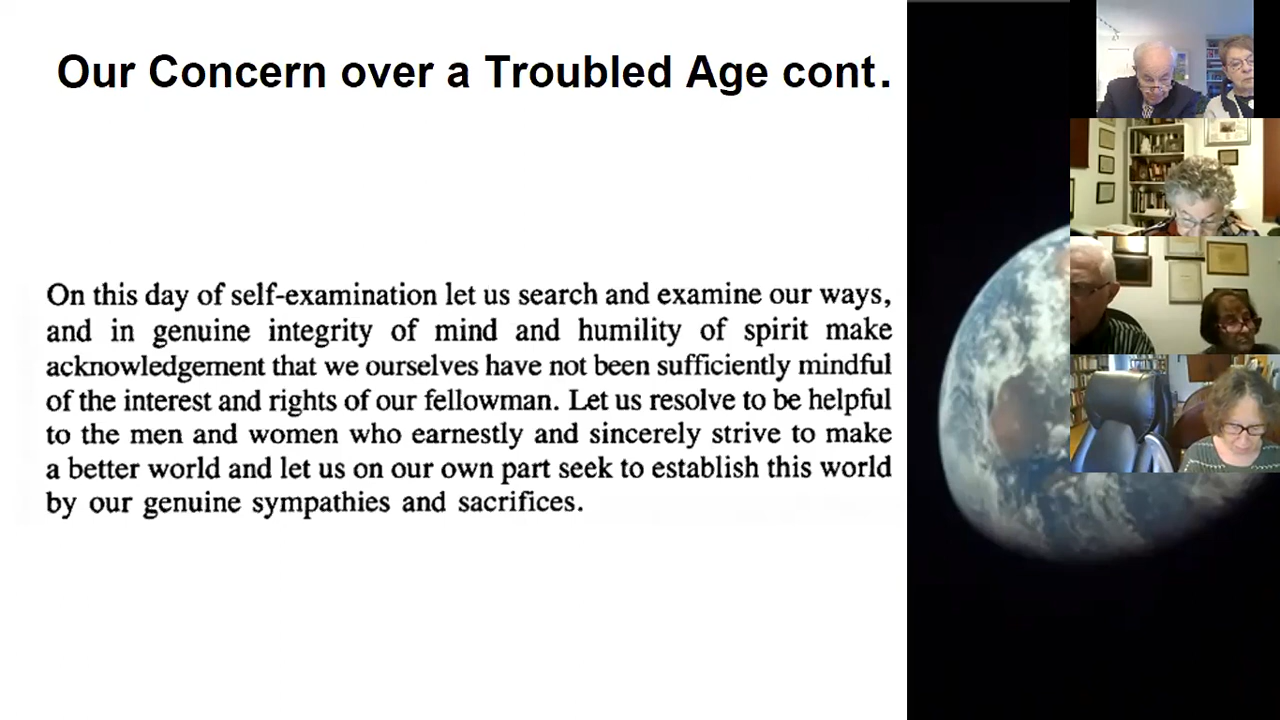 Our Concern over a Troubled Age cont.
On this day of self-examination let us search and examine our ways,
and in genuine integrity of mind and humility of spirit make
acknowledgement that we ourselves have not been sufficiently mindful
of the interest and rights of our fellowman. Let us resolve to be helpful
to the men and women who earnestly and sincerely strive to make
a better world and let us on our own part seek to establish this world
by our genuine sympathies and sacrifices.